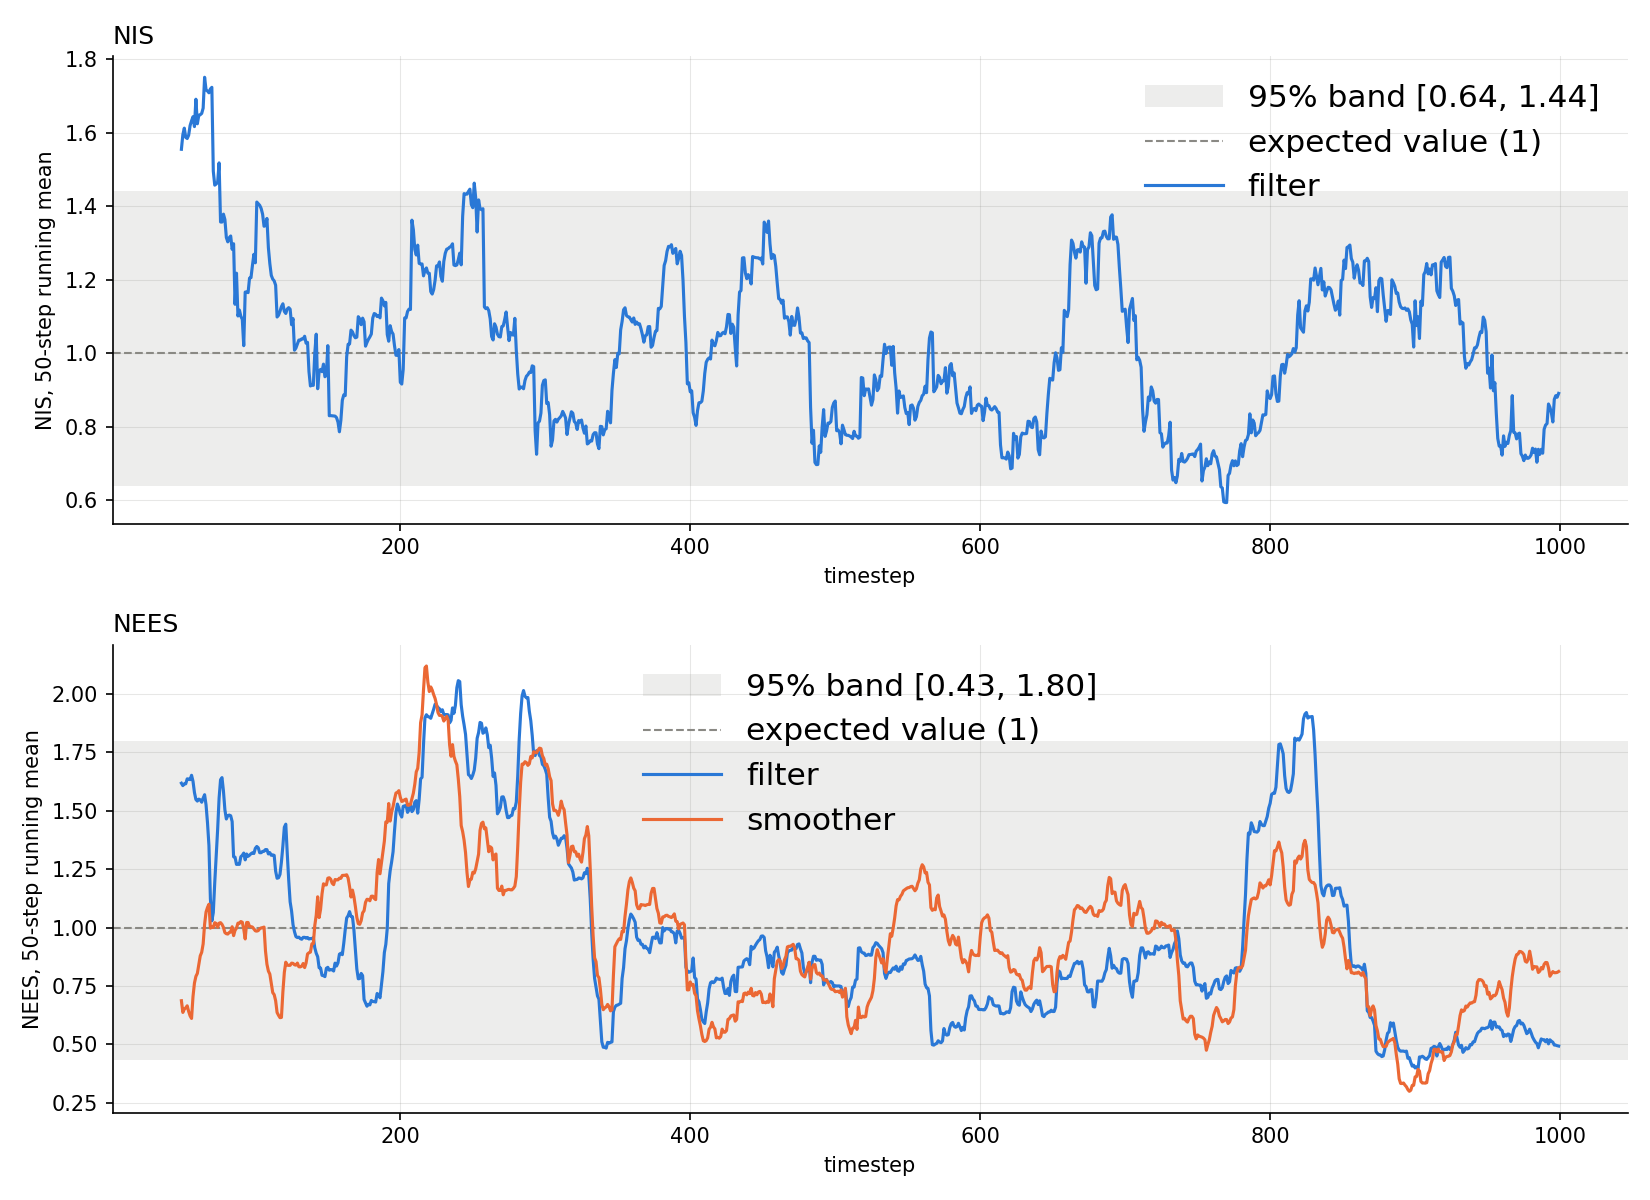 NIS
1.8
1.6
1.4
1.2
1.0
0.8
0.6
NIS, 50-step running mean
95% band [0.64, 1.44]
expected value (1)
filter
200
400
600
800
1000
timestep
NEES
2.00
1.75
1.50
1.25
1.00
0.75
0.50
0.25
NEES, 50-step running mean
95% band [0.43, 1.80]
expected value (1)
filter
smoother
200
400
600
800
1000
timestep